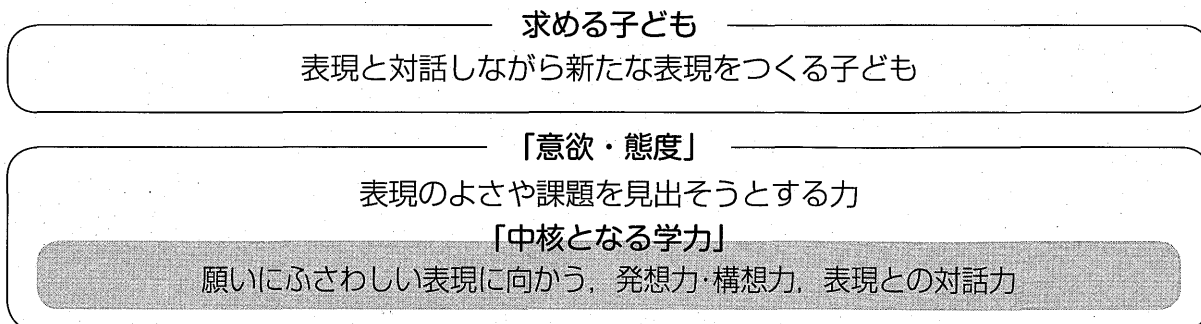 求める子ども
表現と対話しながら新たな表現をつくる子ども
「意欲・態度」
表現のよさや課題を見出そうとする力
「中核となる学力」
願いにふさわしい表現に向かう，発想力·構想力，表現との対話力